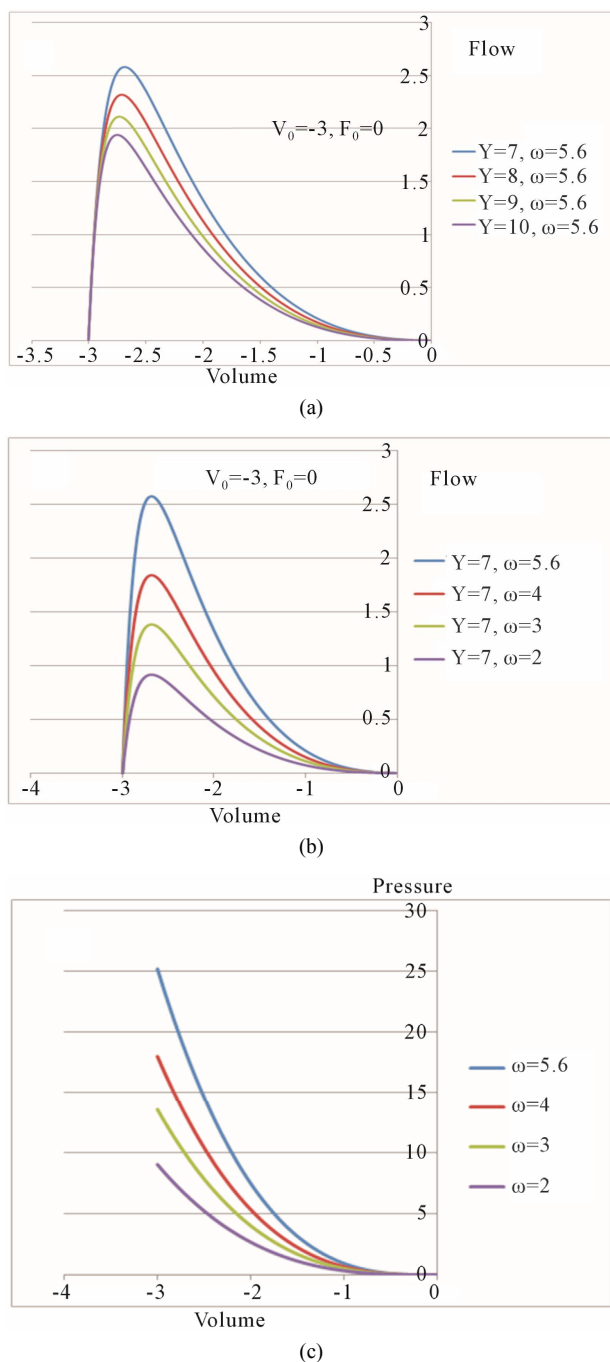 3
Flow
2.5
2
V₀=-3, F₀=0
Y=7, ω=5.6
1.5
Y=8, ω=5.6
Y=9, ω=5.6
1
Y=10, ω=5.6
0.5
0
-3.5 -3 -2.5 -2 -1.5 -1 -0.5 0
Volume
(a)
3
V₀=-3, F₀=0 Flow
2.5
2
Y=7, ω=5.6
Y=7, ω=4
1.5
Y=7, ω=3
1
Y=7, ω=2
0.5
0
-4 -3 -2 -1 0
Volume
(b)
Pressure
30
25
20
ω=5.6
15
ω=4
10
ω=3
ω=2
5
0
-4 -3 -2 -1 0
Volume
(c)